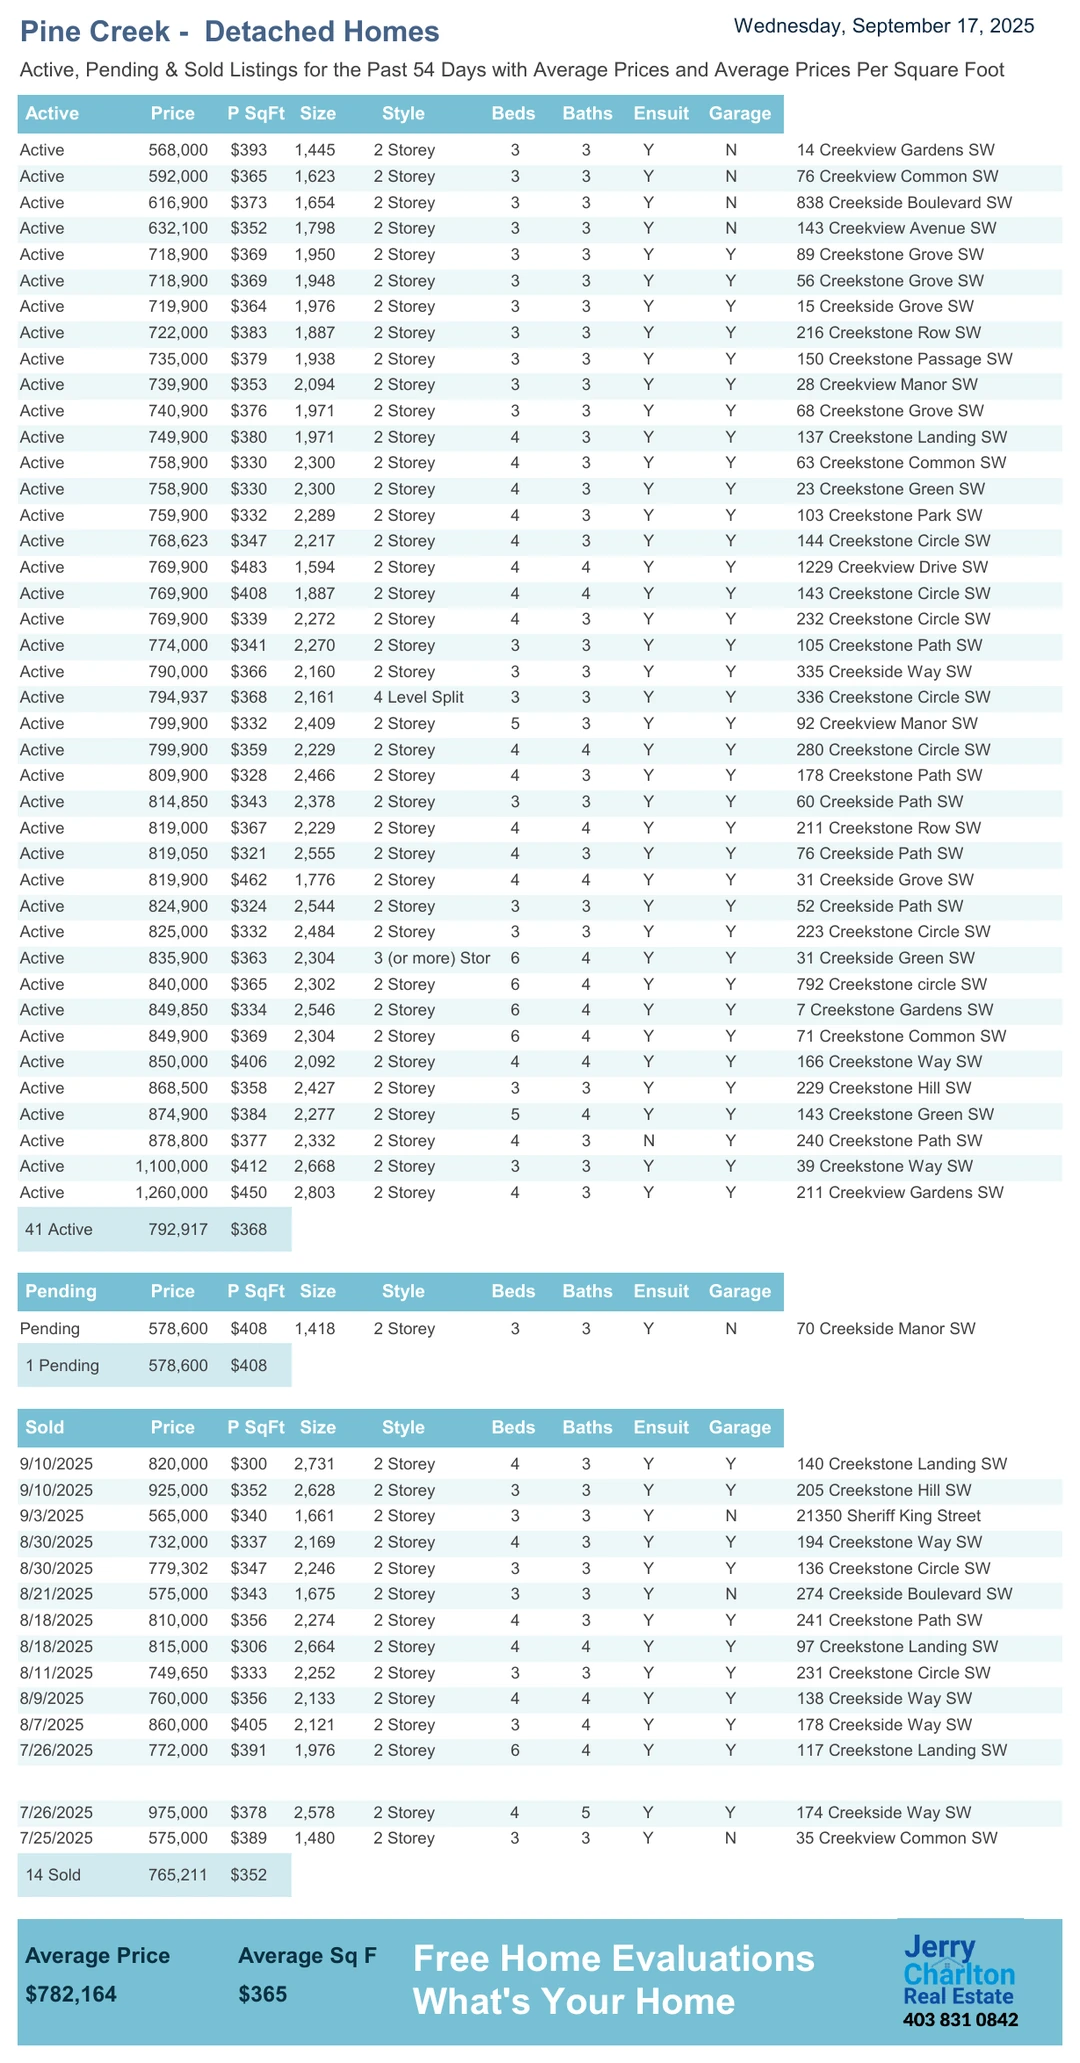 Pine Creek - Detached Homes
Wednesday, September 17, 2025
Active, Pending & Sold Listings for the Past 54 Days with Average Prices and Average Prices Per Square Foot
Active Price P SqFt Size Style Beds Baths Ensuit Garage
Active 568,000 $393 1,445 2 Storey 3 3 Y N 14 Creekview Gardens SW
Active 592,000 $365 1,623 2 Storey 3 3 Y N 76 Creekview Common SW
Active 616,900 $373 1,654 2 Storey 3 3 Y N 838 Creekside Boulevard SW
Active 632,100 $352 1,798 2 Storey 3 3 Y N 143 Creekview Avenue SW
Active 718,900 $369 1,950 2 Storey 3 3 Y Y 89 Creekstone Grove SW
Active 718,900 $369 1,948 2 Storey 3 3 Y Y 56 Creekstone Grove SW
Active 719,900 $364 1,976 2 Storey 3 3 Y Y 15 Creekside Grove SW
Active 722,000 $383 1,887 2 Storey 3 3 Y Y 216 Creekstone Row SW
Active 735,000 $379 1,938 2 Storey 3 3 Y Y 150 Creekstone Passage SW
Active 739,900 $353 2,094 2 Storey 3 3 Y Y 28 Creekview Manor SW
Active 740,900 $376 1,971 2 Storey 3 3 Y Y 68 Creekstone Grove SW
Active 749,900 $380 1,971 2 Storey 4 3 Y Y 137 Creekstone Landing SW
Active 758,900 $330 2,300 2 Storey 4 3 Y Y 63 Creekstone Common SW
Active 758,900 $330 2,300 2 Storey 4 3 Y Y 23 Creekstone Green SW
Active 759,900 $332 2,289 2 Storey 4 3 Y Y 103 Creekstone Park SW
Active 768,623 $347 2,217 2 Storey 4 3 Y Y 144 Creekstone Circle SW
Active 769,900 $483 1,594 2 Storey 4 4 Y Y 1229 Creekview Drive SW
Active 769,900 $408 1,887 2 Storey 4 4 Y Y 143 Creekstone Circle SW
Active 769,900 $339 2,272 2 Storey 4 3 Y Y 232 Creekstone Circle SW
Active 774,000 $341 2,270 2 Storey 3 3 Y Y 105 Creekstone Path SW
Active 790,000 $366 2,160 2 Storey 3 3 Y Y 335 Creekside Way SW
Active 794,937 $368 2,161 4 Level Split 3 3 Y Y 336 Creekstone Circle SW
Active 799,900 $332 2,409 2 Storey 5 3 Y Y 92 Creekview Manor SW
Active 799,900 $359 2,229 2 Storey 4 4 Y Y 280 Creekstone Circle SW
Active 809,900 $328 2,466 2 Storey 4 3 Y Y 178 Creekstone Path SW
Active 814,850 $343 2,378 2 Storey 3 3 Y Y 60 Creekside Path SW
Active 819,000 $367 2,229 2 Storey 4 4 Y Y 211 Creekstone Row SW
Active 819,050 $321 2,555 2 Storey 4 3 Y Y 76 Creekside Path SW
Active 819,900 $462 1,776 2 Storey 4 4 Y Y 31 Creekside Grove SW
Active 824,900 $324 2,544 2 Storey 3 3 Y Y 52 Creekside Path SW
Active 825,000 $332 2,484 2 Storey 3 3 Y Y 223 Creekstone Circle SW
Active 835,900 $363 2,304 3 (or more) Stor 6 4 Y Y 31 Creekside Green SW
Active 840,000 $365 2,302 2 Storey 6 4 Y Y 792 Creekstone circle SW
Active 849,850 $334 2,546 2 Storey 6 4 Y Y 7 Creekstone Gardens SW
Active 849,900 $369 2,304 2 Storey 6 4 Y Y 71 Creekstone Common SW
Active 850,000 $406 2,092 2 Storey 4 4 Y Y 166 Creekstone Way SW
Active 868,500 $358 2,427 2 Storey 3 3 Y Y 229 Creekstone Hill SW
Active 874,900 $384 2,277 2 Storey 5 4 Y Y 143 Creekstone Green SW
Active 878,800 $377 2,332 2 Storey 4 3 N Y 240 Creekstone Path SW
Active 1,100,000 $412 2,668 2 Storey 3 3 Y Y 39 Creekstone Way SW
Active 1,260,000 $450 2,803 2 Storey 4 3 Y Y 211 Creekview Gardens SW
41 Active 792,917 $368
Pending Price P SqFt Size Style Beds Baths Ensuit Garage
Pending 578,600 $408 1,418 2 Storey 3 3 Y N 70 Creekside Manor SW
1 Pending 578,600 $408
Sold Price P SqFt Size Style Beds Baths Ensuit Garage
9/10/2025 820,000 $300 2,731 2 Storey 4 3 Y Y 140 Creekstone Landing SW
9/10/2025 925,000 $352 2,628 2 Storey 3 3 Y Y 205 Creekstone Hill SW
9/3/2025 565,000 $340 1,661 2 Storey 3 3 Y N 21350 Sheriff King Street
8/30/2025 732,000 $337 2,169 2 Storey 4 3 Y Y 194 Creekstone Way SW
8/30/2025 779,302 $347 2,246 2 Storey 3 3 Y Y 136 Creekstone Circle SW
8/21/2025 575,000 $343 1,675 2 Storey 3 3 Y N 274 Creekside Boulevard SW
8/18/2025 810,000 $356 2,274 2 Storey 4 3 Y Y 241 Creekstone Path SW
8/18/2025 815,000 $306 2,664 2 Storey 4 4 Y Y 97 Creekstone Landing SW
8/11/2025 749,650 $333 2,252 2 Storey 3 3 Y Y 231 Creekstone Circle SW
8/9/2025 760,000 $356 2,133 2 Storey 4 4 Y Y 138 Creekside Way SW
8/7/2025 860,000 $405 2,121 2 Storey 3 4 Y Y 178 Creekside Way SW
7/26/2025 772,000 $391 1,976 2 Storey 6 4 Y Y 117 Creekstone Landing SW
7/26/2025 975,000 $378 2,578 2 Storey 4 5 Y Y 174 Creekside Way SW
7/25/2025 575,000 $389 1,480 2 Storey 3 3 Y N 35 Creekview Common SW
14 Sold 765,211 $352
Average Price Average Sq F
$782,164 $365
Free Home Evaluations
What's Your Home
Jerry
Charlton
Real Estate
403 831 0842